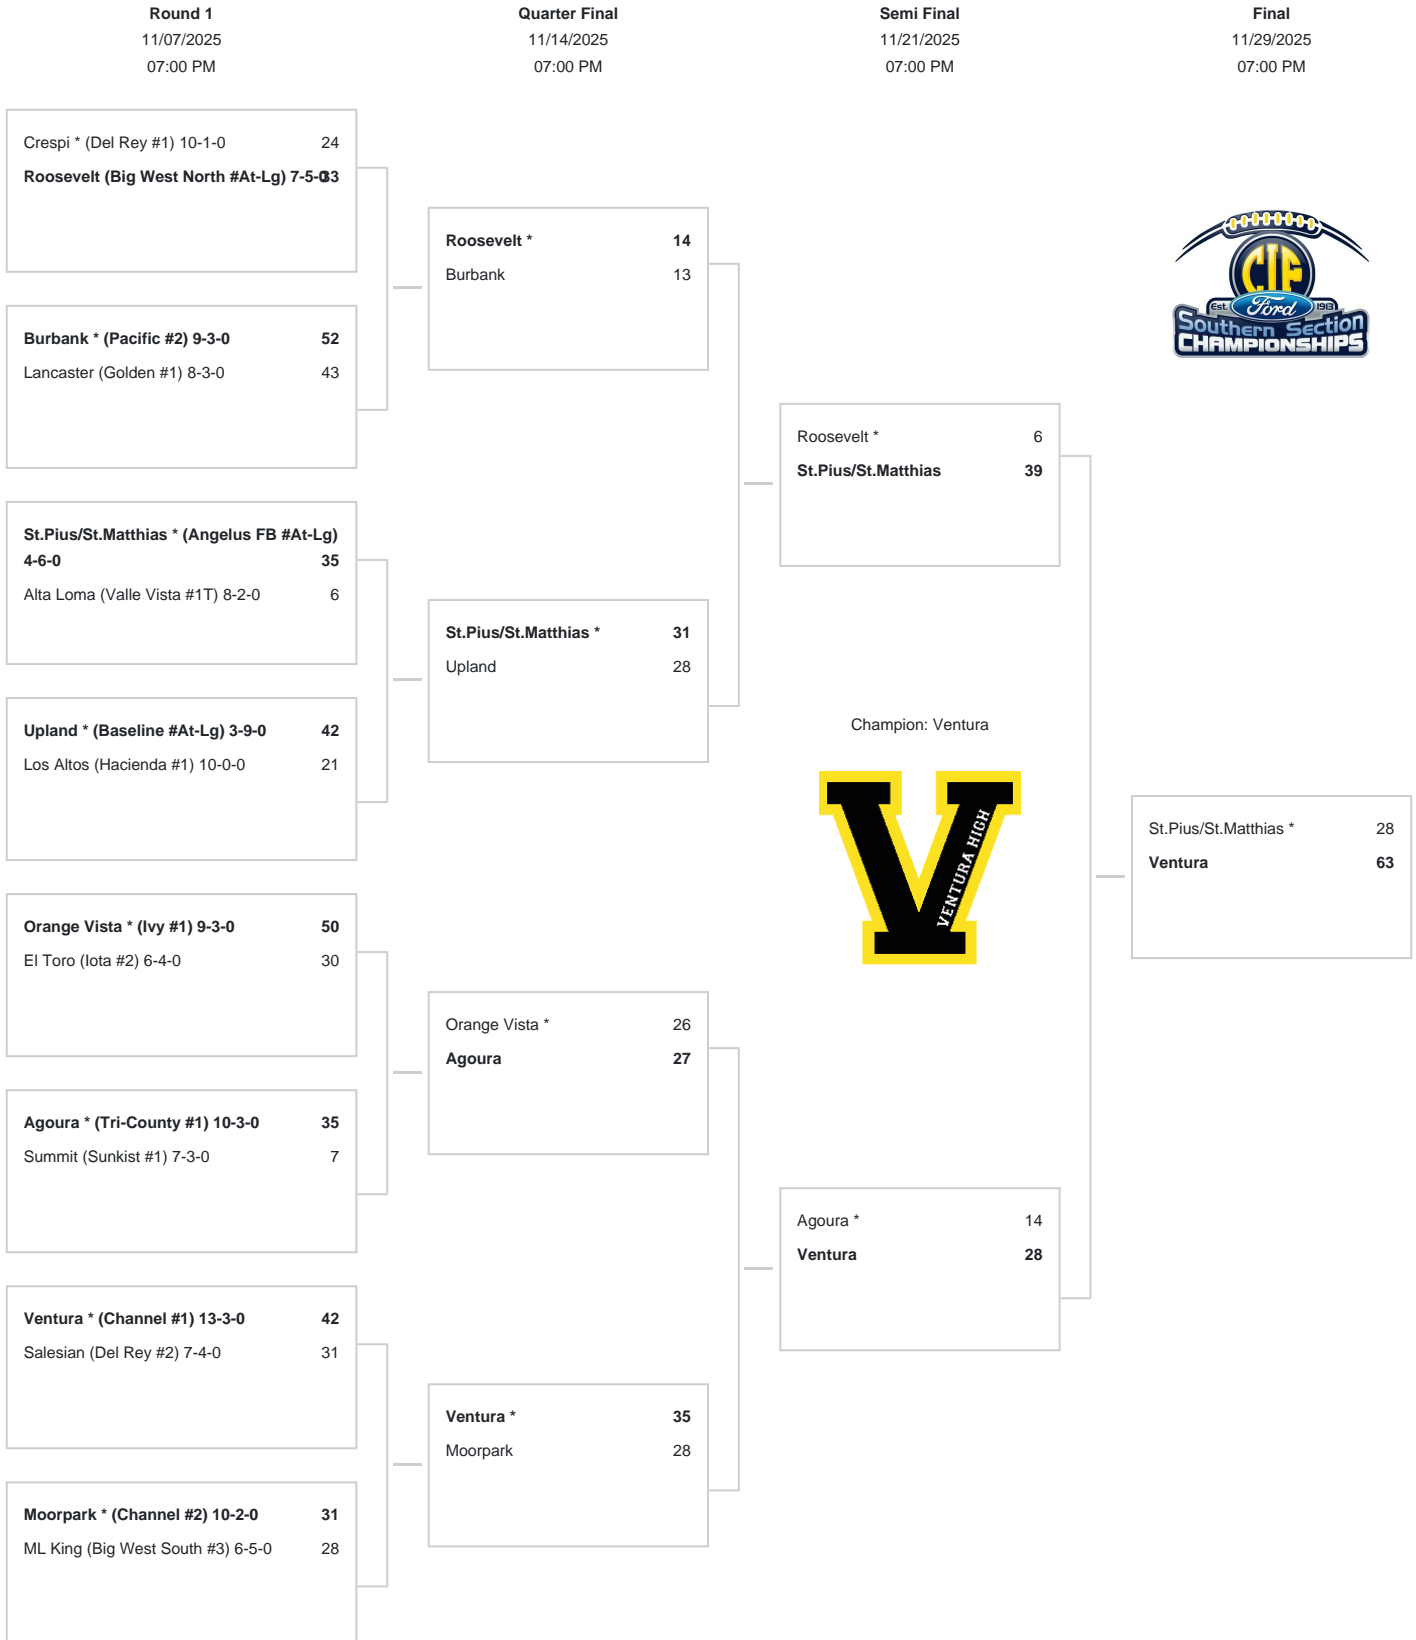 Round 1
11/07/2025
07:00 PM
Quarter Final
11/14/2025
07:00 PM
Semi Final
11/21/2025
07:00 PM
Final
11/29/2025
07:00 PM
Crespi * (Del Rey #1) 10-1-0 24
Roosevelt (Big West North #At-Lg) 7-5-0 33
Burbank * (Pacific #2) 9-3-0 52
Lancaster (Golden #1) 8-3-0 43
St.Pius/St.Matthias * (Angelus FB #At-Lg)
4-6-0 35
Alta Loma (Valle Vista #1T) 8-2-0 6
Upland * (Baseline #At-Lg) 3-9-0 42
Los Altos (Hacienda #1) 10-0-0 21
Orange Vista * (Ivy #1) 9-3-0 50
El Toro (Iota #2) 6-4-0 30
Agoura * (Tri-County #1) 10-3-0 35
Summit (Sunkist #1) 7-3-0 7
Ventura * (Channel #1) 13-3-0 42
Salesian (Del Rey #2) 7-4-0 31
Moorpark * (Channel #2) 10-2-0 31
ML King (Big West South #3) 6-5-0 28
Roosevelt * 14
Burbank 13
St.Pius/St.Matthias * 31
Upland 28
Orange Vista * 26
Agoura 27
Ventura * 35
Moorpark 28
Roosevelt * 6
St.Pius/St.Matthias 39
Agoura * 14
Ventura 28
CIF
Est. Ford 1913
Southern Section
CHAMPIONSHIPS
Champion: Ventura
V
VENTURA HIGH
St.Pius/St.Matthias * 28
Ventura 63